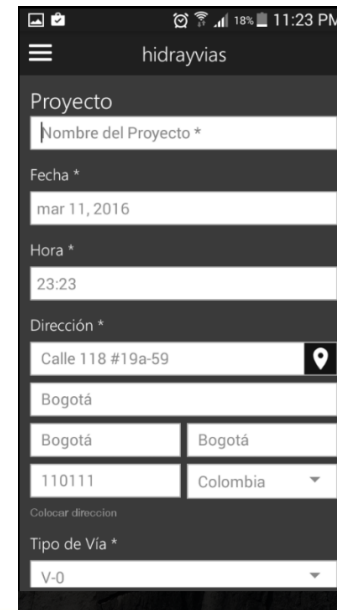 18% 11:23 PM
hidrayvias
Proyecto
Nombre del Proyecto *
Fecha *
mar 11, 2016
Hora *
23:23
Dirección *
Calle 118 #19a-59
Bogotá
Bogotá Bogotá
110111 Colombia
Colocar direccion
Tipo de Vía *
V-0